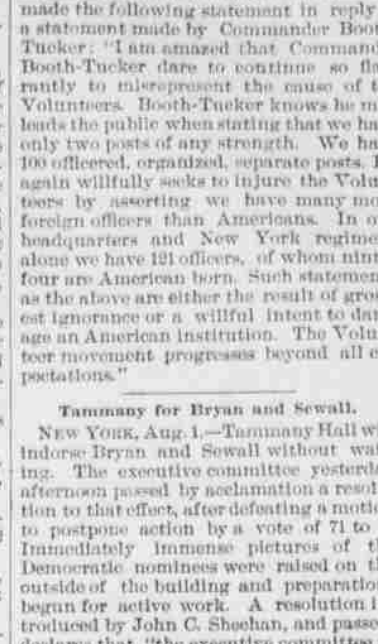 made the following statement in reply
a statement made by Commander Boot
Tucker: "I am amazed that Command
Booth-Tucker dare to continue so fla
rantly to misrepresent the cause of t
Volunteers. Booth-Tucker knows he m
leads the public when stating that we ha
only two posts of any strength. We ha
100 officered, organized, separate posts. 
again willfully seeks to injure the Volu
teers by asserting we have many mo
foreign officers than Americans. In o
headquarters and New York regime
alone we have 121 officers, of whom nine
four are American born. Such statemen
as the above are either the result of gro
est ignorance or a willful intent to da
age an American institution. The Volu
teer movement progresses beyond all e
pectations."
Tammany for Bryan and Sewall.
NEW YORK, Aug. 1.—Tammany Hall w
indorse Bryan and Sewall without wa
ing. The executive committee yesterd
afternoon passed by acclamation a resol
tion to that effect, after defeating a motio
to postpone action by a vote of 71 to
Immediately immense pictures of t
Democratic nominees were raised on t
outside of the building and preparation
begun for active work. A resolution i
troduced by John C. Sheehan, and passe
declares that "the executive committee